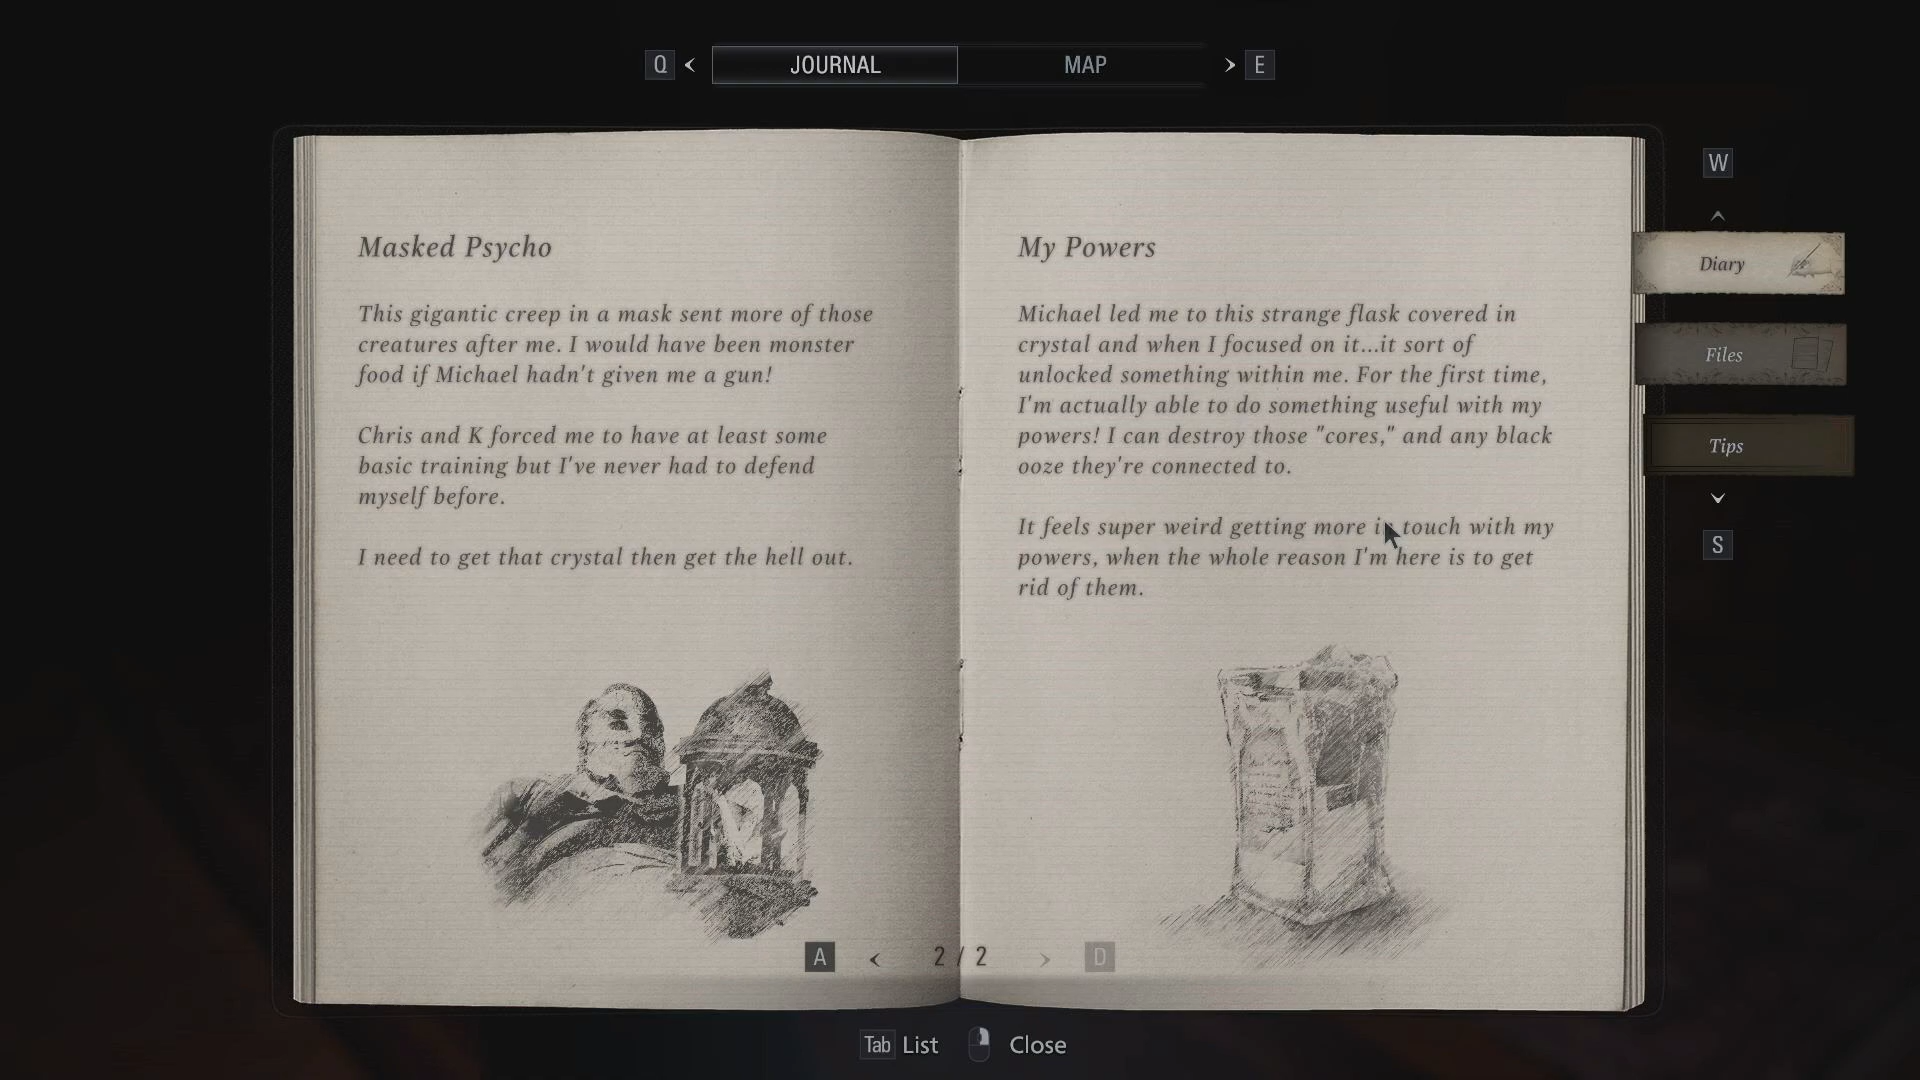 Q
JOURNAL
MAP
E
W
Diary
Files
Tips
S
Masked Psycho
This gigantic creep in a mask sent more of those
creatures after me. I would have been monster
food if Michael hadn't given me a gun!
Chris and K forced me to have at least some
basic training but I've never had to defend
myself before.
I need to get that crystal then get the hell out.
My Powers
Michael led me to this strange flask covered in
crystal and when I focused on it...it sort of
unlocked something within me. For the first time,
I'm actually able to do something useful with my
powers! I can destroy those "cores," and any black
ooze they're connected to.
It feels super weird getting more in touch with my
powers, when the whole reason I'm here is to get
rid of them.
A
2 / 2
D
Tab List
Close